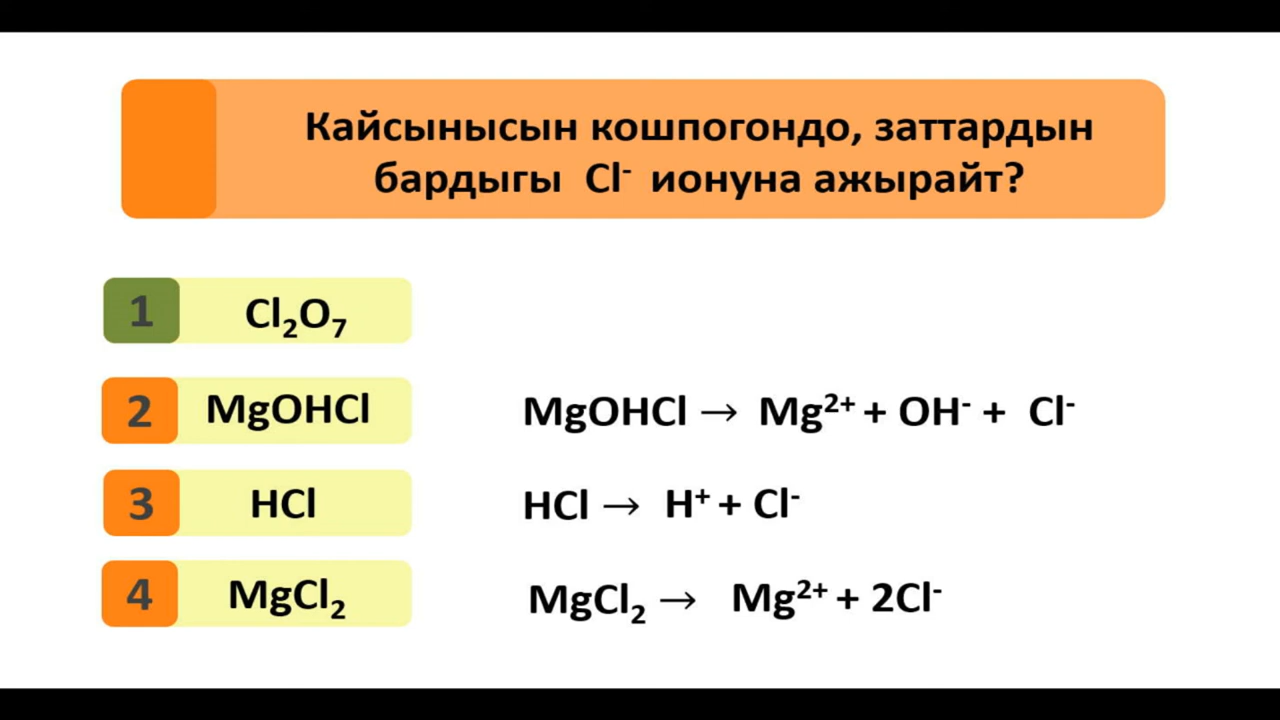 Кайсынысын кошпогондо, заттардын
бардыгы Cl⁻ ионуна ажырайт?
1 Cl₂O₇
2 MgOHCl MgOHCl → Mg²⁺ + OH⁻ + Cl⁻
3 HCl HCl → H⁺ + Cl⁻
4 MgCl₂ MgCl₂ → Mg²⁺ + 2Cl⁻